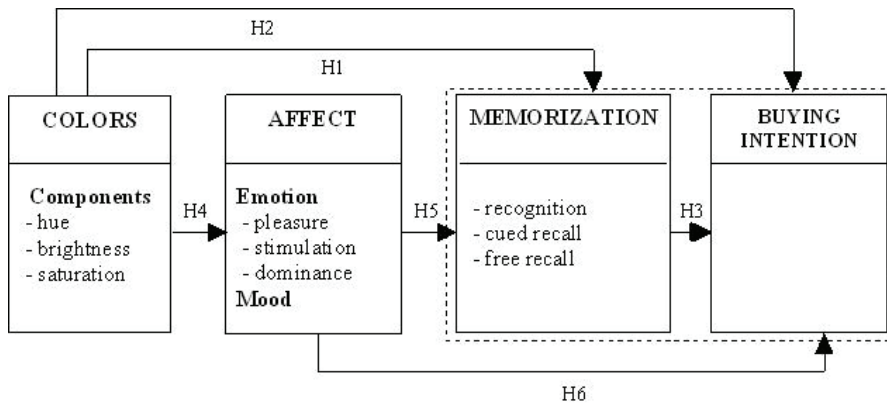 H2
H1
COLORS
Components
- hue
- brightness
- saturation
H4
AFFECT
Emotion
- pleasure
- stimulation
- dominance
Mood
H5
MEMORIZATION
- recognition
- cued recall
- free recall
H3
BUYING
INTENTION
H6